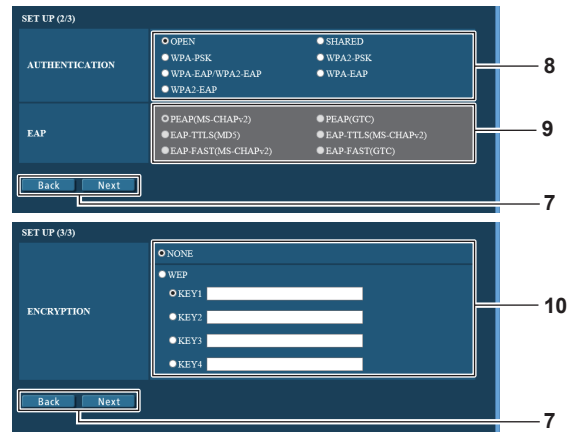 SET UP (2/3)
AUTHENTICATION
OPEN SHARED
WPA-PSK WPA2-PSK
WPA-EAP/WPA2-EAP WPA-EAP
WPA2-EAP
8
EAP
PEAP(MS-CHAPv2) PEAP(GTC)
EAP-TTLS(MD5) EAP-TTLS(MS-CHAPv2)
EAP-FAST(MS-CHAPv2) EAP-FAST(GTC)
9
Back Next
7
SET UP (3/3)
ENCRYPTION
NONE
WEP
KEY1
KEY2
KEY3
KEY4
10
Back Next
7